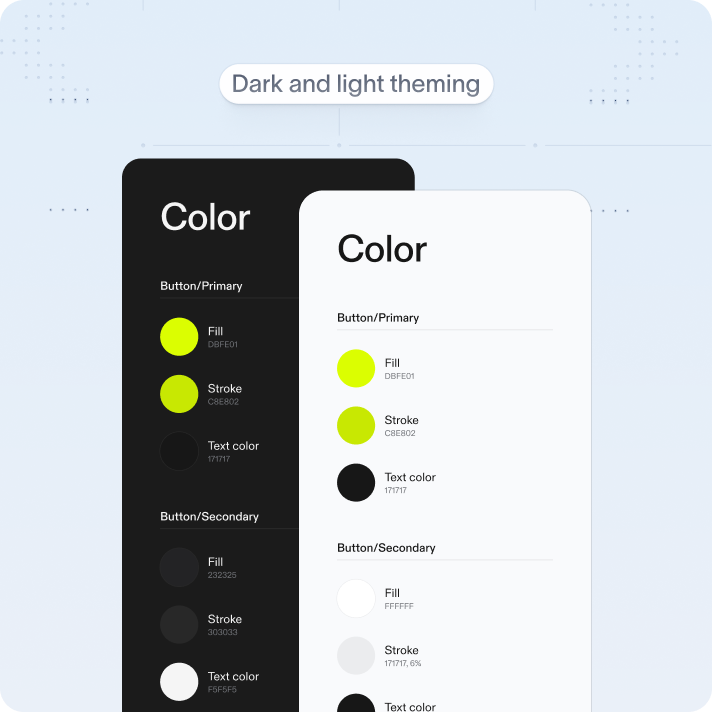 Dark and light theming
Color
Button/Primary
Fill
DBFE01
Stroke
C8E802
Text color
171717
Button/Secondary
Fill
232325
Stroke
303033
Text color
F5F5F5
Color
Button/Primary
Fill
DBFE01
Stroke
C8E802
Text color
171717
Button/Secondary
Fill
FFFFFF
Stroke
171717, 6%
Text color